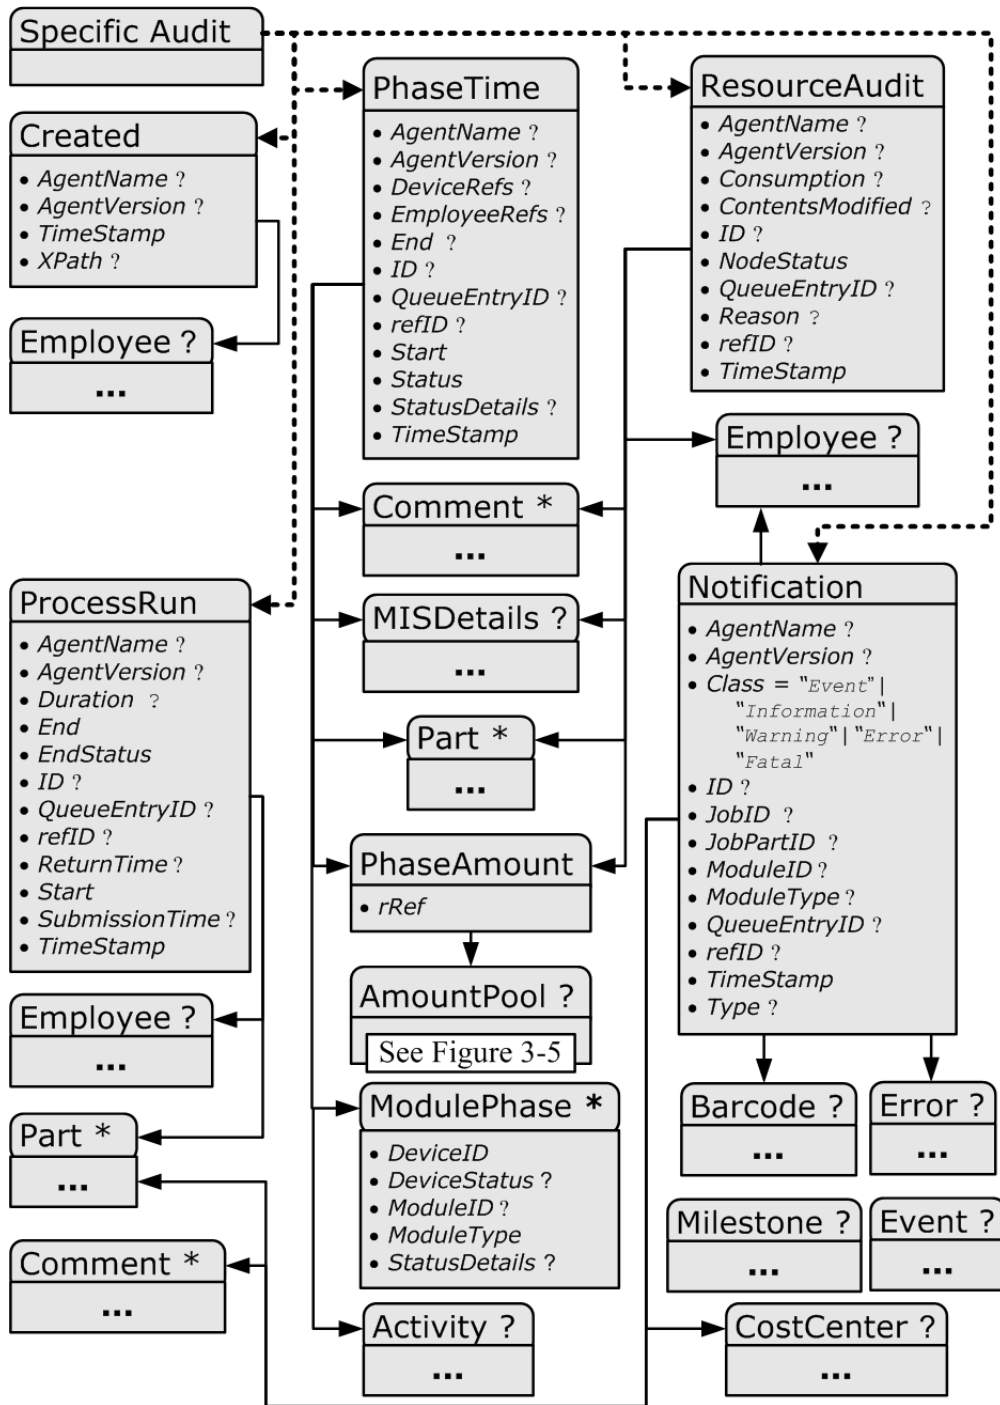 Specific Audit
Created
• AgentName ?
• AgentVersion ?
• TimeStamp
• XPath ?
Employee ?
...
PhaseTime
• AgentName ?
• AgentVersion ?
• DeviceRefs ?
• EmployeeRefs ?
• End ?
• ID ?
• QueueEntryID ?
• refID ?
• Start
• Status
• StatusDetails ?
• TimeStamp
ResourceAudit
• AgentName ?
• AgentVersion ?
• Consumption ?
• ContentsModified ?
• ID ?
• NodeStatus
• QueueEntryID ?
• Reason ?
• refID ?
• TimeStamp
Employee ?
...
Comment *
...
MISDetails ?
...
Part *
...
PhaseAmount
• rRef
AmountPool ?
See Figure 3-5
ModulePhase *
• DeviceID
• DeviceStatus ?
• ModuleID ?
• ModuleType
• StatusDetails ?
Activity ?
...
ProcessRun
• AgentName ?
• AgentVersion ?
• Duration ?
• End
• EndStatus
• ID ?
• QueueEntryID ?
• refID ?
• ReturnTime ?
• Start
• SubmissionTime ?
• TimeStamp
Employee ?
...
Part *
...
Comment *
...
Notification
• AgentName ?
• AgentVersion ?
• Class = "Event"|
"Information"|
"Warning"|"Error"|
"Fatal"
• ID ?
• JobID ?
• JobPartID ?
• ModuleID ?
• ModuleType ?
• QueueEntryID ?
• refID ?
• TimeStamp
• Type ?
Barcode ?
...
Error ?
...
Milestone ?
...
Event ?
...
CostCenter ?
...